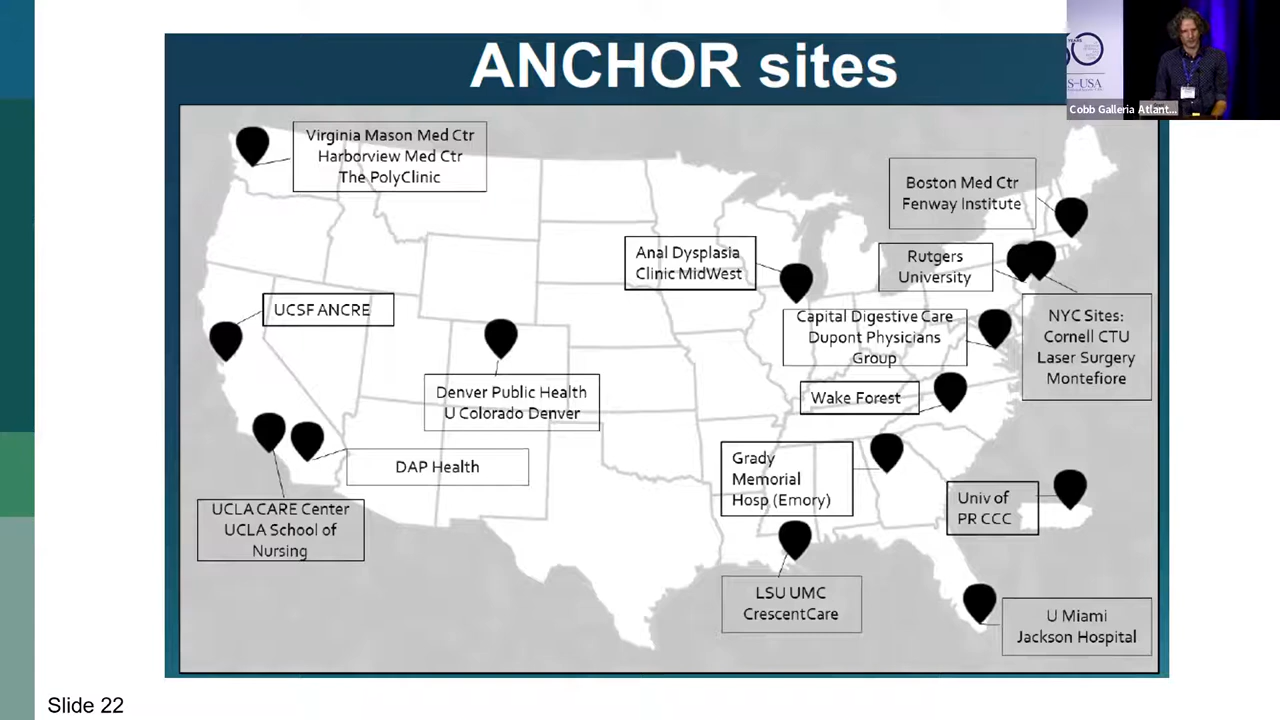 ANCHOR sites
Virginia Mason Med Ctr
Harborview Med Ctr
The PolyClinic
Boston Med Ctr
Fenway Institute
Anal Dysplasia
Clinic MidWest
Rutgers
University
UCSF ANCRE
Capital Digestive Care
Dupont Physicians
Group
NYC Sites:
Cornell CTU
Laser Surgery
Montefiore
Denver Public Health
U Colorado Denver
Wake Forest
DAP Health
Grady
Memorial
Hosp (Emory)
Univ of
PR CCC
UCLA CARE Center
UCLA School of
Nursing
LSU UMC
CrescentCare
U Miami
Jackson Hospital
Slide 22
S-USA
Cobb Galleria Atlant...